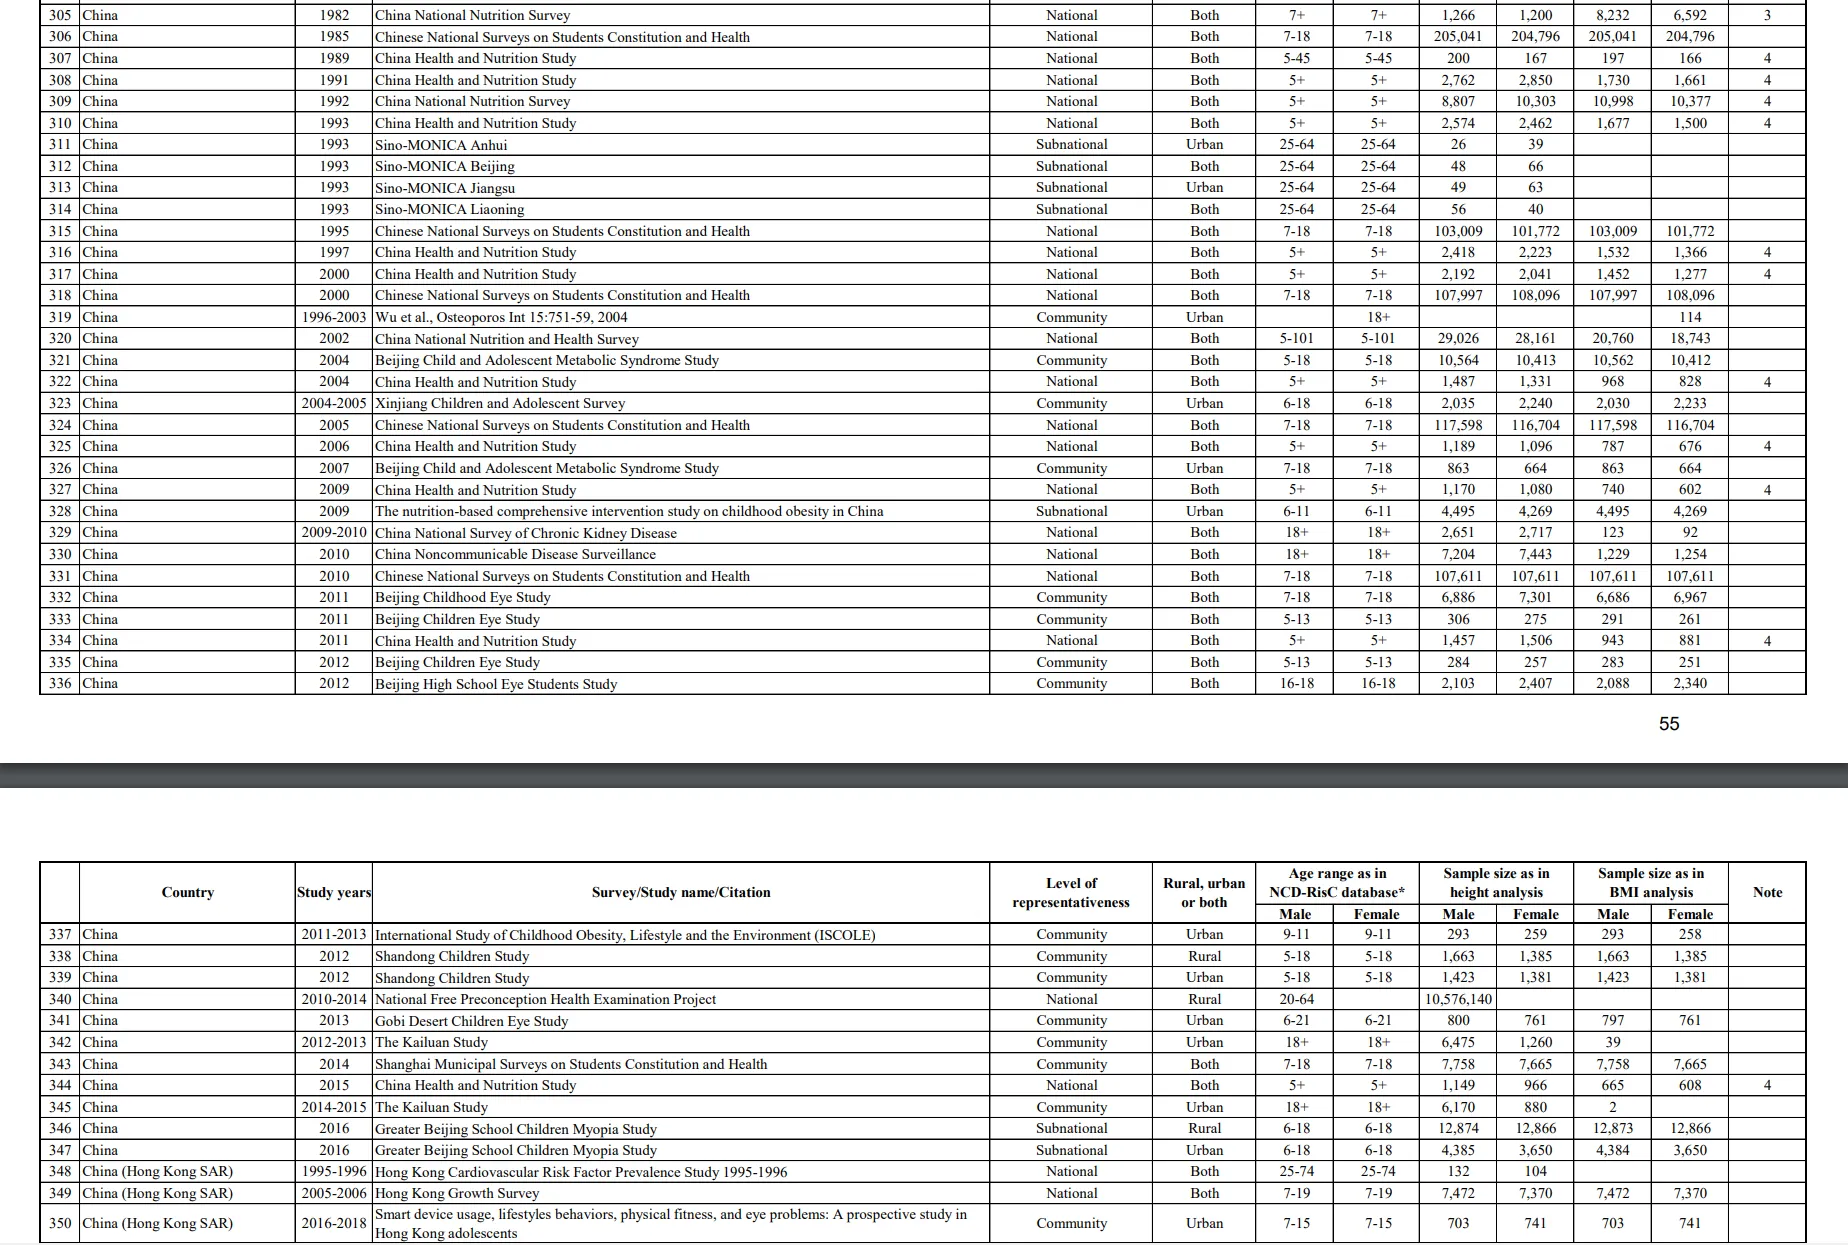 305 China 1982 China National Nutrition Survey National Both 7+ 7+ 1,266 1,200 8,232 6,592 3
306 China 1985 Chinese National Surveys on Students Constitution and Health National Both 7-18 7-18 205,041 204,796 205,041 204,796
307 China 1989 China Health and Nutrition Study National Both 5-45 5-45 200 167 197 166 4
308 China 1991 China Health and Nutrition Study National Both 5+ 5+ 2,762 2,850 1,730 1,661 4
309 China 1992 China National Nutrition Survey National Both 5+ 5+ 8,807 10,303 10,998 10,377 4
310 China 1993 China Health and Nutrition Study National Both 5+ 5+ 2,574 2,462 1,677 1,500 4
311 China 1993 Sino-MONICA Anhui Subnational Urban 25-64 25-64 26 39
312 China 1993 Sino-MONICA Beijing Subnational Both 25-64 25-64 48 66
313 China 1993 Sino-MONICA Jiangsu Subnational Urban 25-64 25-64 49 63
314 China 1993 Sino-MONICA Liaoning Subnational Both 25-64 25-64 56 40
315 China 1995 Chinese National Surveys on Students Constitution and Health National Both 7-18 7-18 103,009 101,772 103,009 101,772
316 China 1997 China Health and Nutrition Study National Both 5+ 5+ 2,418 2,223 1,532 1,366 4
317 China 2000 China Health and Nutrition Study National Both 5+ 5+ 2,192 2,041 1,452 1,277 4
318 China 2000 Chinese National Surveys on Students Constitution and Health National Both 7-18 7-18 107,997 108,096 107,997 108,096
319 China 1996-2003 Wu et al., Osteoporos Int 15:751-59, 2004 Community Urban 18+ 114
320 China 2002 China National Nutrition and Health Survey National Both 5-101 5-101 29,026 28,161 20,760 18,743
321 China 2004 Beijing Child and Adolescent Metabolic Syndrome Study Community Both 5-18 5-18 10,564 10,413 10,562 10,412
322 China 2004 China Health and Nutrition Study National Both 5+ 5+ 1,487 1,331 968 828 4
323 China 2004-2005 Xinjiang Children and Adolescent Survey Community Urban 6-18 6-18 2,035 2,240 2,030 2,233
324 China 2005 Chinese National Surveys on Students Constitution and Health National Both 7-18 7-18 117,598 116,704 117,598 116,704
325 China 2006 China Health and Nutrition Study National Both 5+ 5+ 1,189 1,096 787 676 4
326 China 2007 Beijing Child and Adolescent Metabolic Syndrome Study Community Urban 7-18 7-18 863 664 863 664
327 China 2009 China Health and Nutrition Study National Both 5+ 5+ 1,170 1,080 740 602 4
328 China 2009 The nutrition-based comprehensive intervention study on childhood obesity in China Subnational Urban 6-11 6-11 4,495 4,269 4,495 4,269
329 China 2009-2010 China National Survey of Chronic Kidney Disease National Both 18+ 18+ 2,651 2,717 123 92
330 China 2010 China Noncommunicable Disease Surveillance National Both 18+ 18+ 7,204 7,443 1,229 1,254
331 China 2010 Chinese National Surveys on Students Constitution and Health National Both 7-18 7-18 107,611 107,611 107,611 107,611
332 China 2011 Beijing Childhood Eye Study Community Both 7-18 7-18 6,886 7,301 6,686 6,967
333 China 2011 Beijing Children Eye Study Community Both 5-13 5-13 306 275 291 261
334 China 2011 China Health and Nutrition Study National Both 5+ 5+ 1,457 1,506 943 881 4
335 China 2012 Beijing Children Eye Study Community Both 5-13 5-13 284 257 283 251
336 China 2012 Beijing High School Eye Students Study Community Both 16-18 16-18 2,103 2,407 2,088 2,340
55
Country Study years Survey/Study name/Citation Level of representativeness Rural, urban or both Age range as in NCD-RisC database* Sample size as in height analysis Sample size as in BMI analysis Note
Male Female Male Female Male Female
337 China 2011-2013 International Study of Childhood Obesity, Lifestyle and the Environment (ISCOLE) Community Urban 9-11 9-11 293 259 293 258
338 China 2012 Shandong Children Study Community Rural 5-18 5-18 1,663 1,385 1,663 1,385
339 China 2012 Shandong Children Study Community Urban 5-18 5-18 1,423 1,381 1,423 1,381
340 China 2010-2014 National Free Preconception Health Examination Project National Rural 20-64 10,576,140
341 China 2013 Gobi Desert Children Eye Study Community Urban 6-21 6-21 800 761 797 761
342 China 2012-2013 The Kailuan Study Community Urban 18+ 18+ 6,475 1,260 39
343 China 2014 Shanghai Municipal Surveys on Students Constitution and Health Community Both 7-18 7-18 7,758 7,665 7,758 7,665
344 China 2015 China Health and Nutrition Study National Both 5+ 5+ 1,149 966 665 608 4
345 China 2014-2015 The Kailuan Study Community Urban 18+ 18+ 6,170 880 2
346 China 2016 Greater Beijing School Children Myopia Study Subnational Rural 6-18 6-18 12,874 12,866 12,873 12,866
347 China 2016 Greater Beijing School Children Myopia Study Subnational Urban 6-18 6-18 4,385 3,650 4,384 3,650
348 China (Hong Kong SAR) 1995-1996 Hong Kong Cardiovascular Risk Factor Prevalence Study 1995-1996 National Both 25-74 25-74 132 104
349 China (Hong Kong SAR) 2005-2006 Hong Kong Growth Survey National Both 7-19 7-19 7,472 7,370 7,472 7,370
350 China (Hong Kong SAR) 2016-2018 Smart device usage, lifestyles behaviors, physical fitness, and eye problems: A prospective study in Hong Kong adolescents Community Urban 7-15 7-15 703 741 703 741